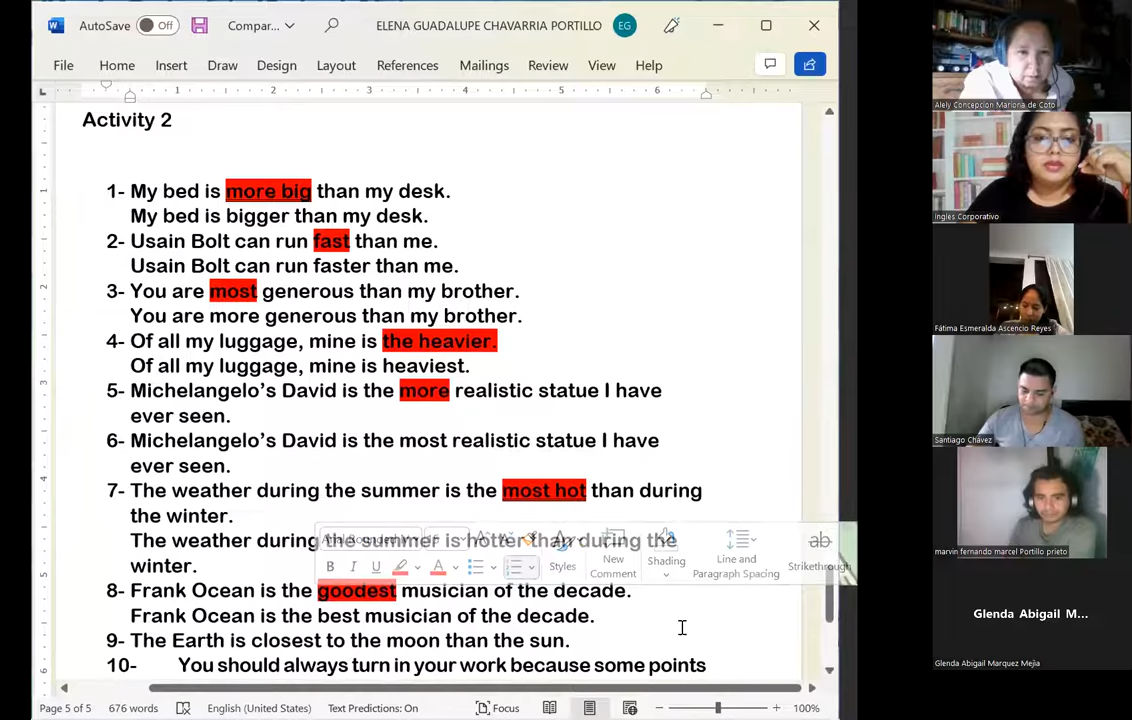 AutoSave Off Compar... ELENA GUADALUPE CHAVARRIA PORTILLO EG
File Home Insert Draw Design Layout References Mailings Review View Help
1 2 3 5 6
Activity 2
1- My bed is more big than my desk.
My bed is bigger than my desk.
2- Usain Bolt can run fast than me.
Usain Bolt can run faster than me.
3- You are most generous than my brother.
You are more generous than my brother.
4- Of all my luggage, mine is the heavier.
Of all my luggage, mine is heaviest.
5- Michelangelo's David is the more realistic statue I have
ever seen.
6- Michelangelo's David is the most realistic statue I have
ever seen.
7- The weather during the summer is the most hot than during
the winter.
The weather during the summer is hotter than during the
winter.
B I U A Styles New Comment Shading Line and Paragraph Spacing Strikethrough
8- Frank Ocean is the goodest musician of the decade.
Frank Ocean is the best musician of the decade.
9- The Earth is closest to the moon than the sun.
10- You should always turn in your work because some points
Page 5 of 5 676 words English (United States) Text Predictions: On Focus 100%
Alely Concepcion Mariona de Coto
Ingles Corporativo
Fátima Esmeralda Ascencio Reyes
Santiago Chávez
marvin fernando marcel Portillo prieto
Glenda Abigail M...
Glenda Abigail Marquez Mejia